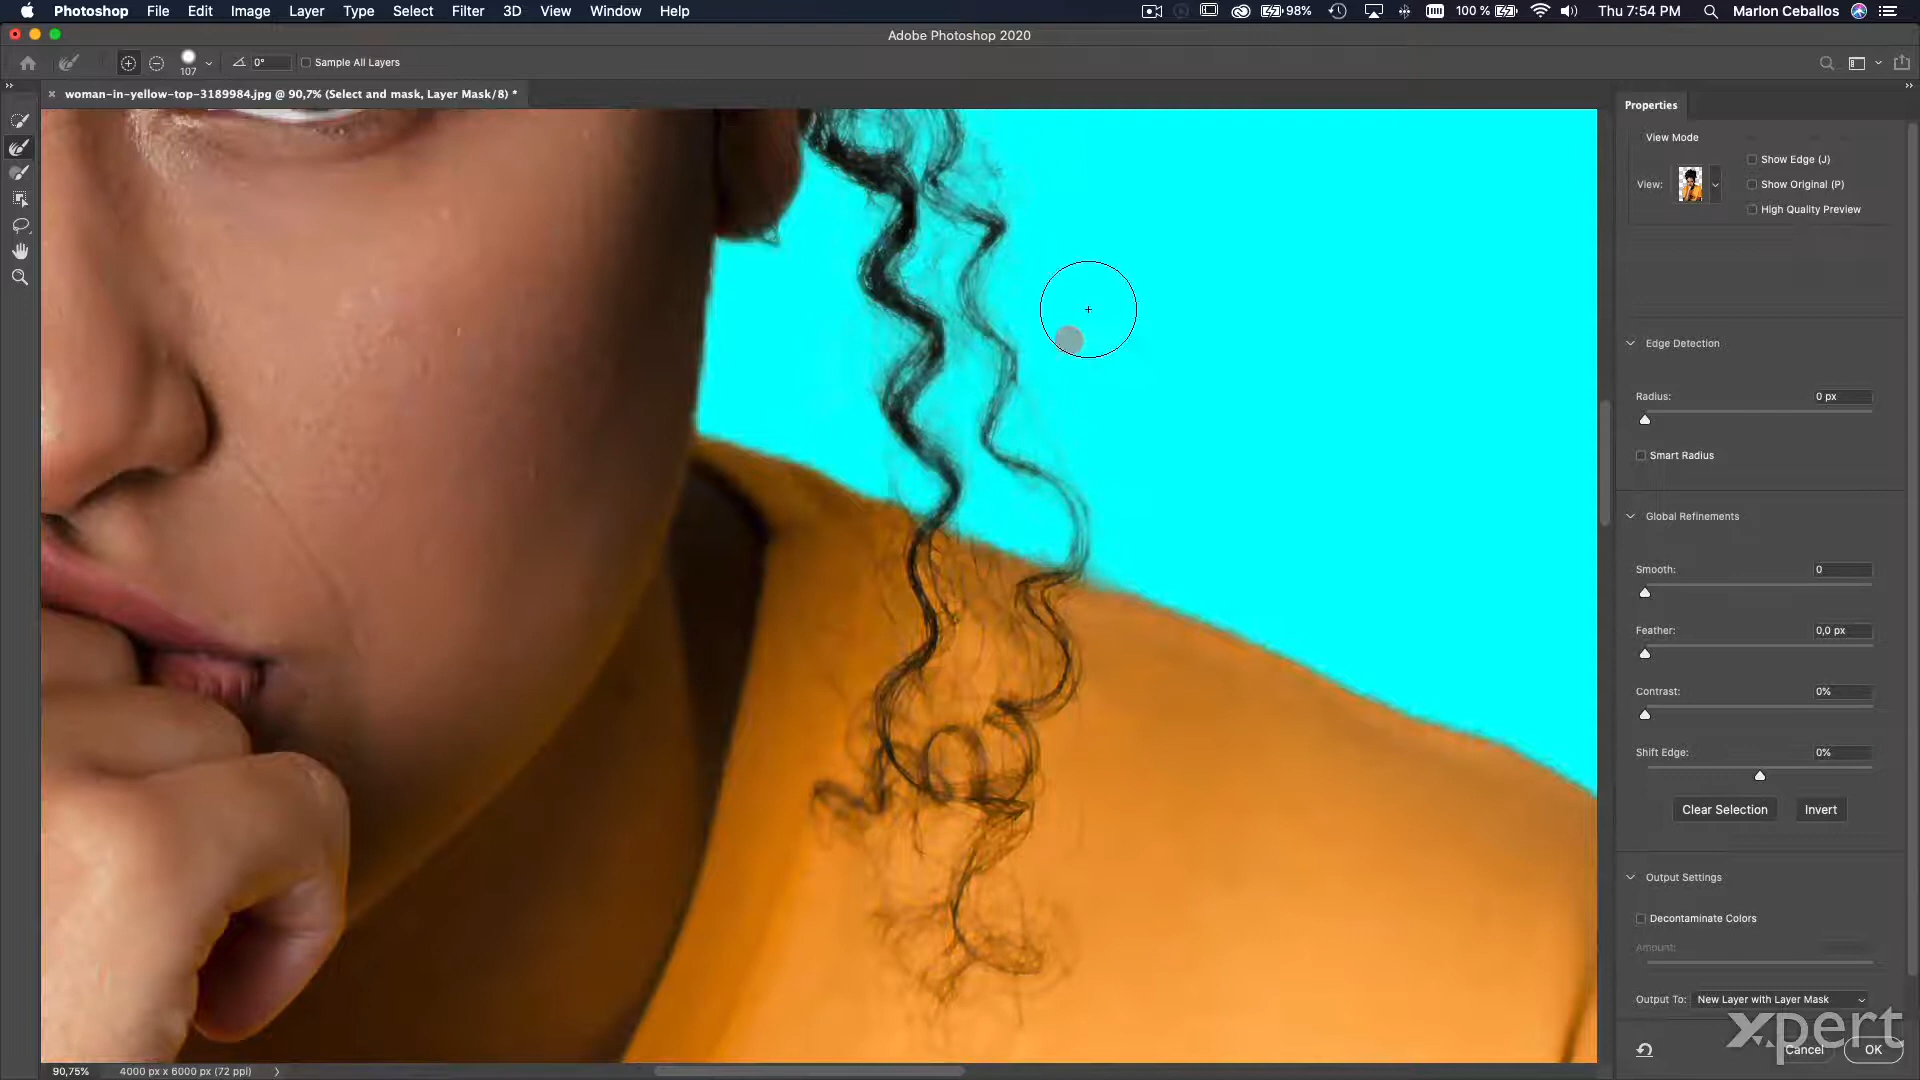 Photoshop File Edit Image Layer Type Select Filter 3D View Window Help 98% 100 % Thu 7:54 PM Marlon Ceballos
Adobe Photoshop 2020
107 0° Sample All Layers
woman-in-yellow-top-3189984.jpg @ 90,7% (Select and mask, Layer Mask/8) *
Properties
View Mode
Show Edge (J)
View:
Show Original (P)
High Quality Preview
Edge Detection
Radius: 0 px
Smart Radius
Global Refinements
Smooth: 0
Feather: 0,0 px
Contrast: 0%
Shift Edge: 0%
Clear Selection Invert
Output Settings
Decontaminate Colors
Amount:
Output To: New Layer with Layer Mask
xpert
Cancel OK
90,75% 4000 px x 6000 px (72 ppi)